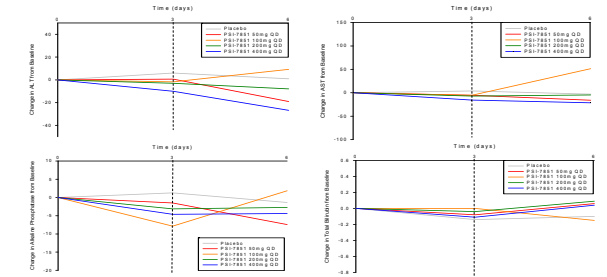 Time (days)
0 3 6
Placebo
PSI-7851 50mg QD
PSI-7851 100mg QD
PSI-7851 200mg QD
PSI-7851 400mg QD
40
20
0
-20
-40
Change in ALT from Baseline
Time (days)
0 3 6
Placebo
PSI-7851 50mg QD
PSI-7851 100mg QD
PSI-7851 200mg QD
PSI-7851 400mg QD
150
100
50
0
-50
-100
Change in AST from Baseline
Time (days)
0 3 6
10
5
0
-5
-10
-15
-20
Change in Alkaline Phosphatase from Baseline
Placebo
PSI-7851 50mg QD
PSI-7851 100mg QD
PSI-7851 200mg QD
PSI-7851 400mg QD
Time (days)
0 3 6
Placebo
PSI-7851 50mg QD
PSI-7851 100mg QD
PSI-7851 200mg QD
PSI-7851 400mg QD
0.6
0.4
0.2
0.0
-0.2
-0.4
-0.6
-0.8
Change in Total Bilirubin from Baseline